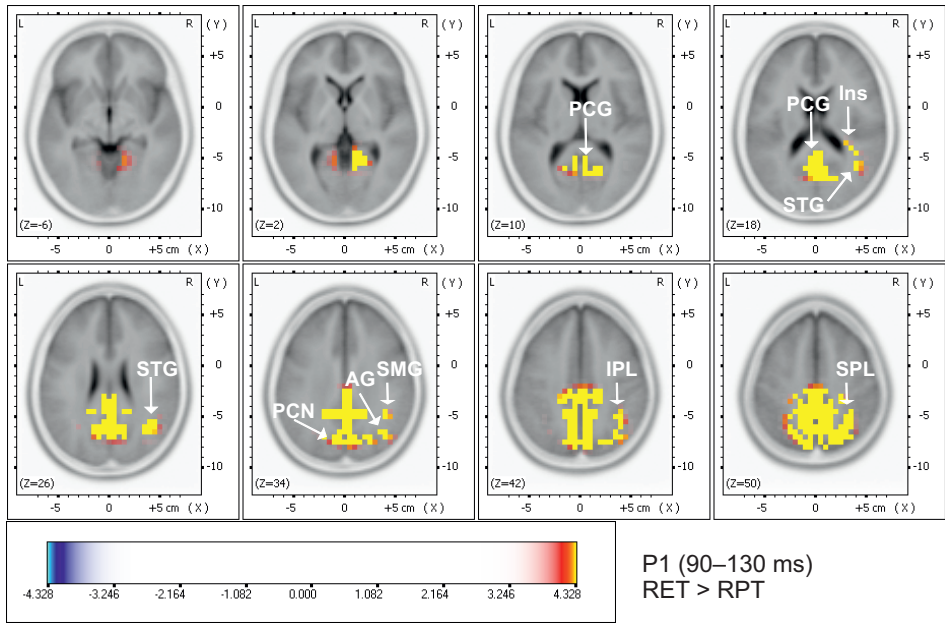 L R (Y) L R (Y) L R (Y) L R (Y)
+5 +5 +5 +5
PCG PCG Ins
0 0 0 0
-5 -5 -5 -5
STG
-10 -10 -10 -10
(Z=-6) (Z=2) (Z=10) (Z=18)
-5 0 +5 cm (X) -5 0 +5 cm (X) -5 0 +5 cm (X) -5 0 +5 cm (X)
L R (Y) L R (Y) L R (Y) L R (Y)
+5 +5 +5 +5
STG AG SMG IPL SPL
0 0 0 0
PCN
-5 -5 -5 -5
-10 -10 -10 -10
(Z=26) (Z=34) (Z=42) (Z=50)
-5 0 +5 cm (X) -5 0 +5 cm (X) -5 0 +5 cm (X) -5 0 +5 cm (X)
-4.328 -3.246 -2.164 -1.082 0.000 1.082 2.164 3.246 4.328
P1 (90–130 ms)
RET > RPT